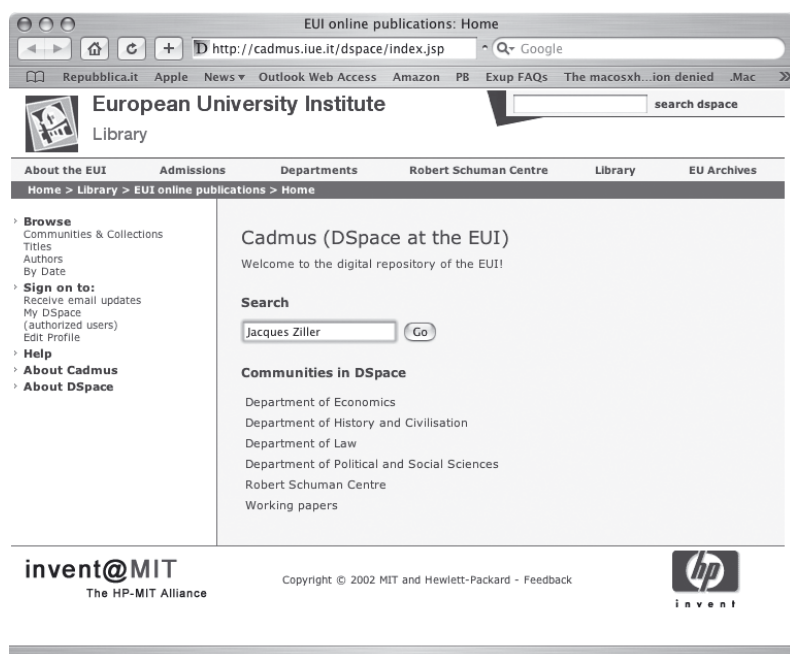 EUI online publications: Home
D http://cadmus.iue.it/dspace/index.jsp Q- Google
Repubblica.it Apple News ▾ Outlook Web Access Amazon PB Exup FAQs The macosxh...ion denied .Mac »
European University Institute
Library
search dspace
About the EUI Admissions Departments Robert Schuman Centre Library EU Archives
Home > Library > EUI online publications > Home
Browse
Communities & Collections
Titles
Authors
By Date
Sign on to:
Receive email updates
My DSpace
(authorized users)
Edit Profile
Help
About Cadmus
About DSpace
Cadmus (DSpace at the EUI)
Welcome to the digital repository of the EUI!
Search
Jacques Ziller Go
Communities in DSpace
Department of Economics
Department of History and Civilisation
Department of Law
Department of Political and Social Sciences
Robert Schuman Centre
Working papers
invent@MIT
The HP-MIT Alliance
Copyright © 2002 MIT and Hewlett-Packard - Feedback
hp
invent